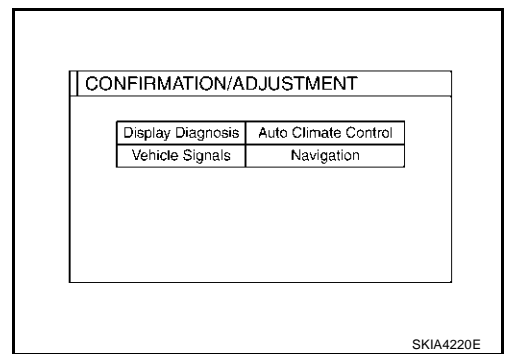 CONFIRMATION/ADJUSTMENT
Display Diagnosis Auto Climate Control
Vehicle Signals Navigation
SKIA4220E